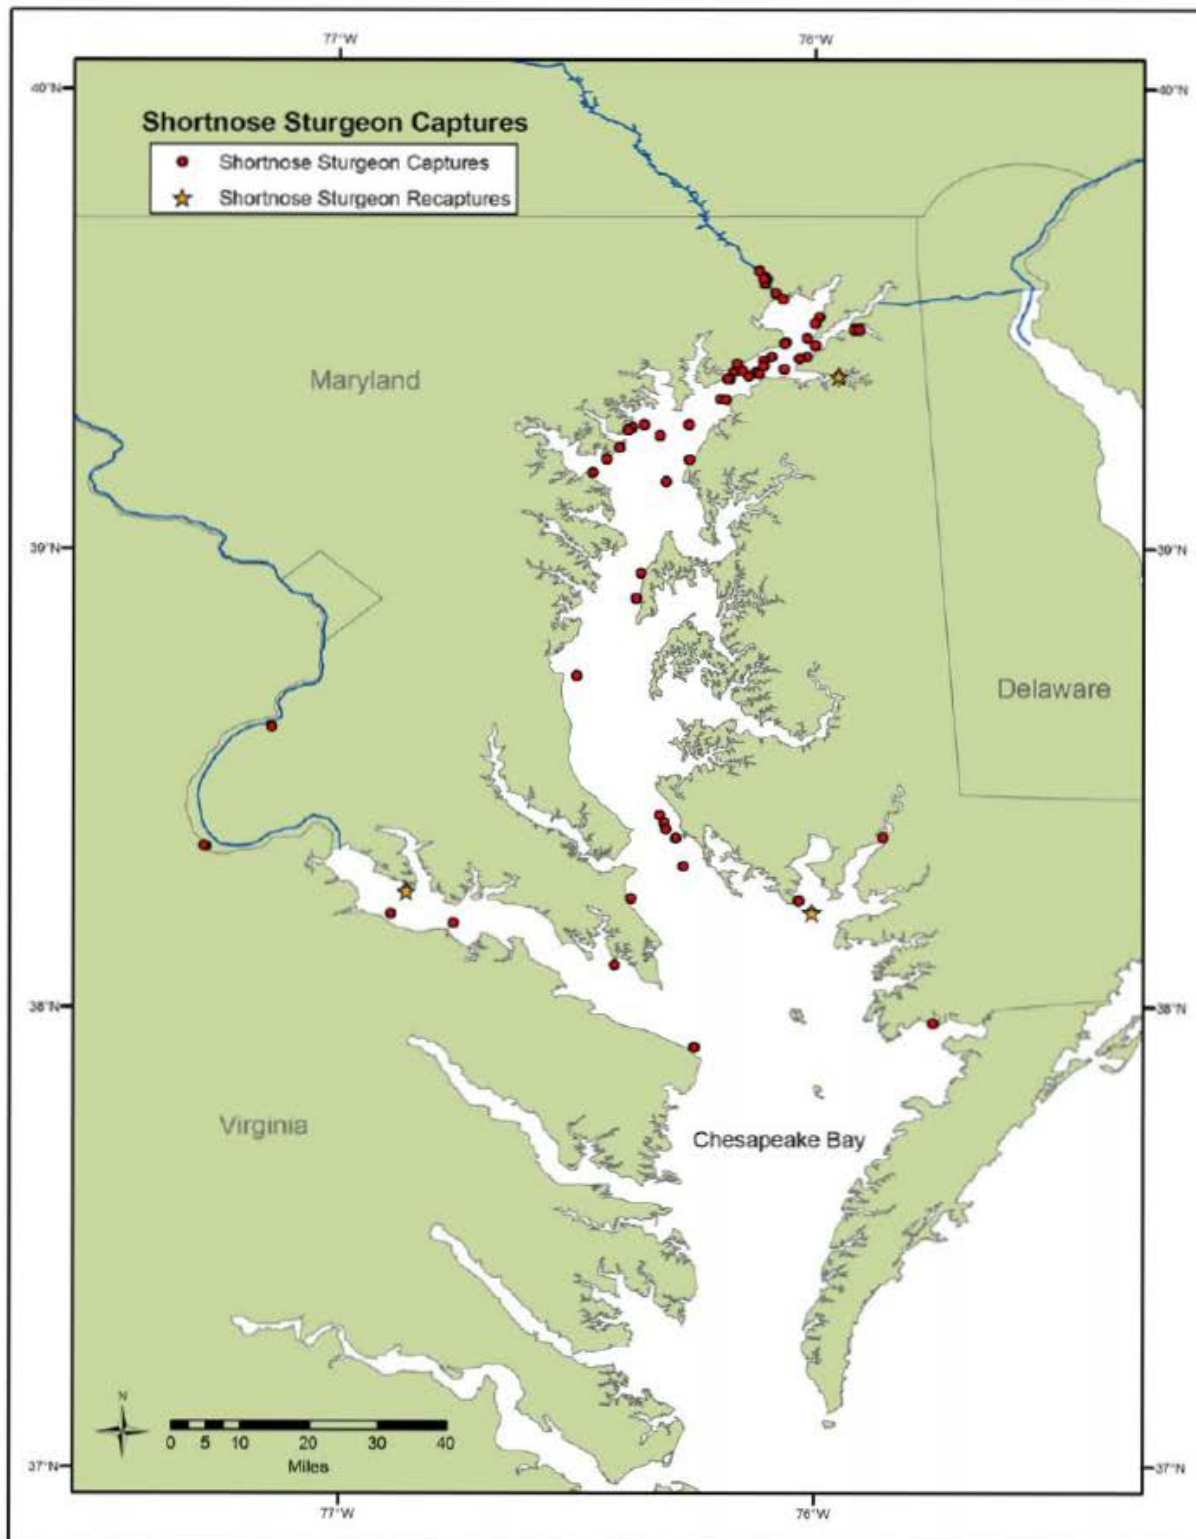 77°W 76°W
40°N 40°N
Shortnose Sturgeon Captures
Shortnose Sturgeon Captures
Shortnose Sturgeon Recaptures
Maryland
39°N 39°N
Delaware
38°N 38°N
Virginia
Chesapeake Bay
N
0 5 10 20 30 40
Miles
37°N 37°N
77°W 76°W